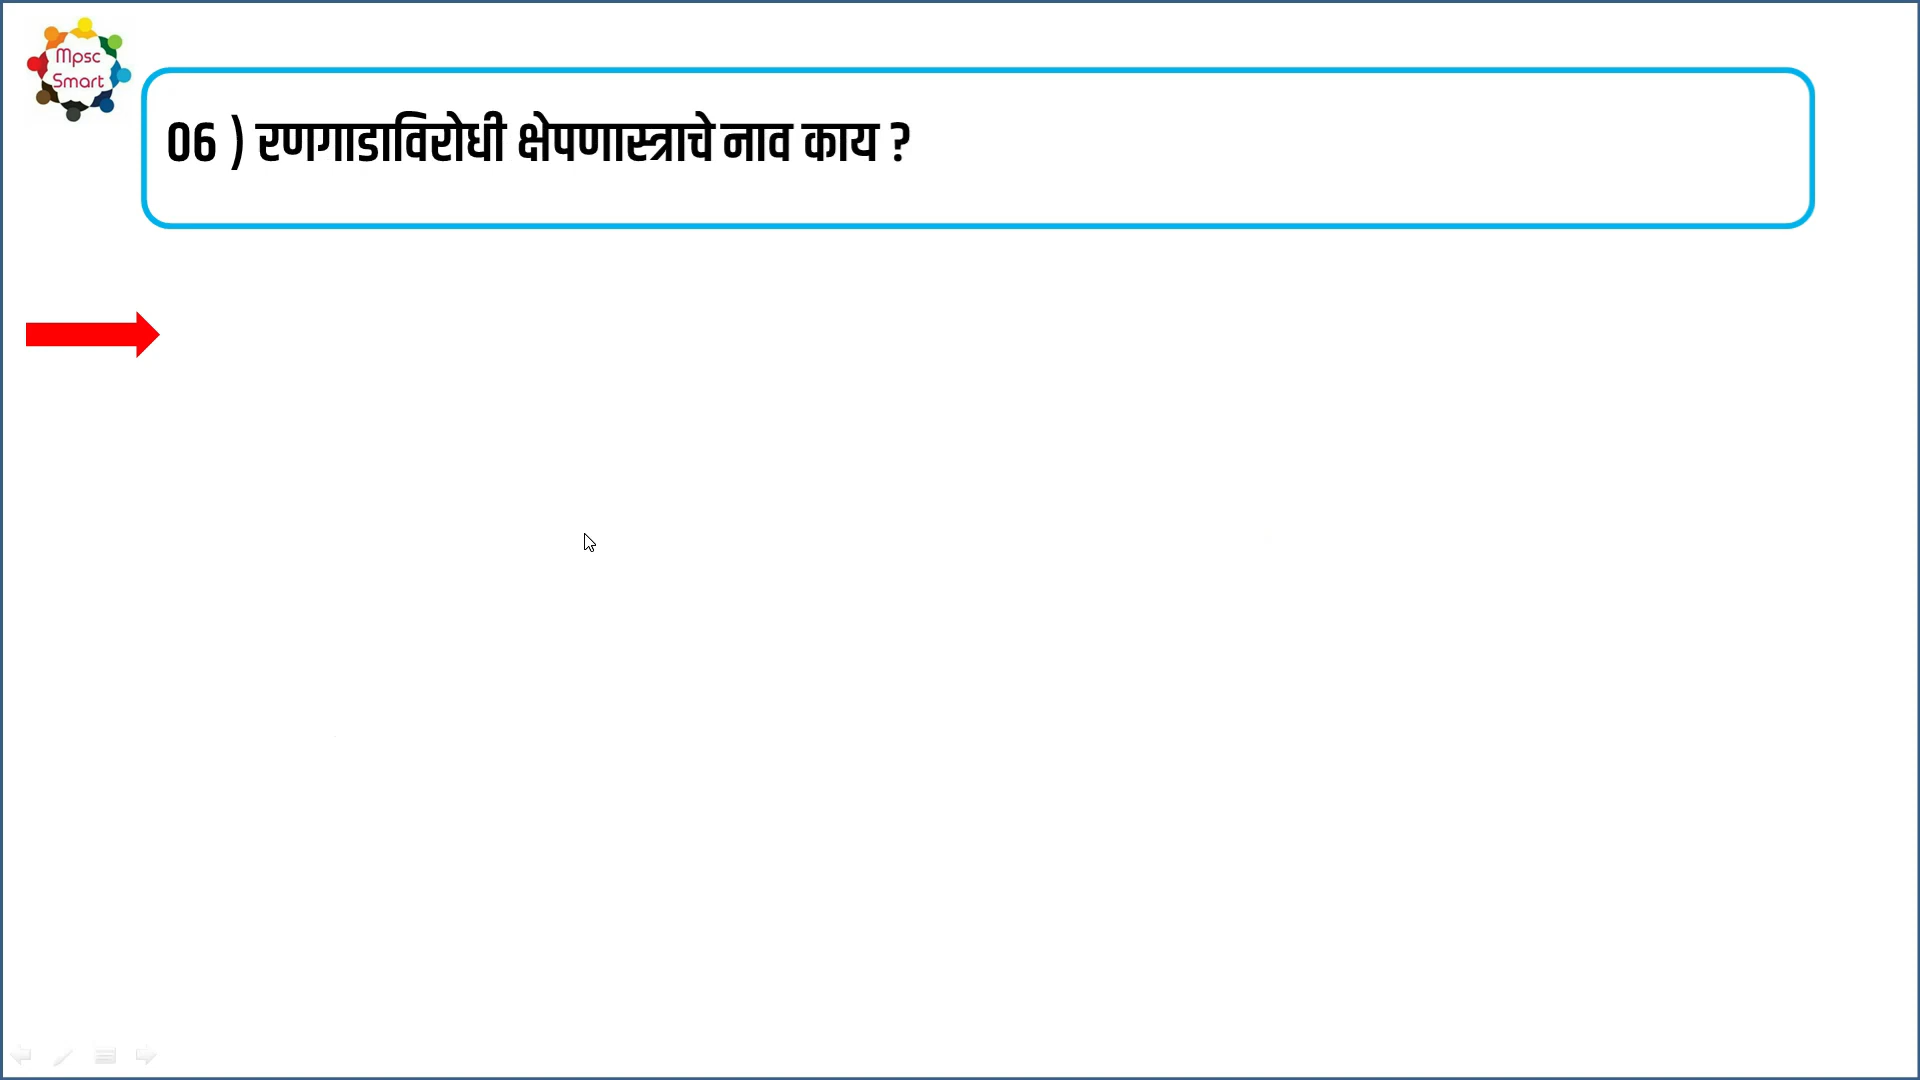 Mpsc
Smart
06 ) रणगाडाविरोधी क्षेपणास्त्राचे नाव काय ?